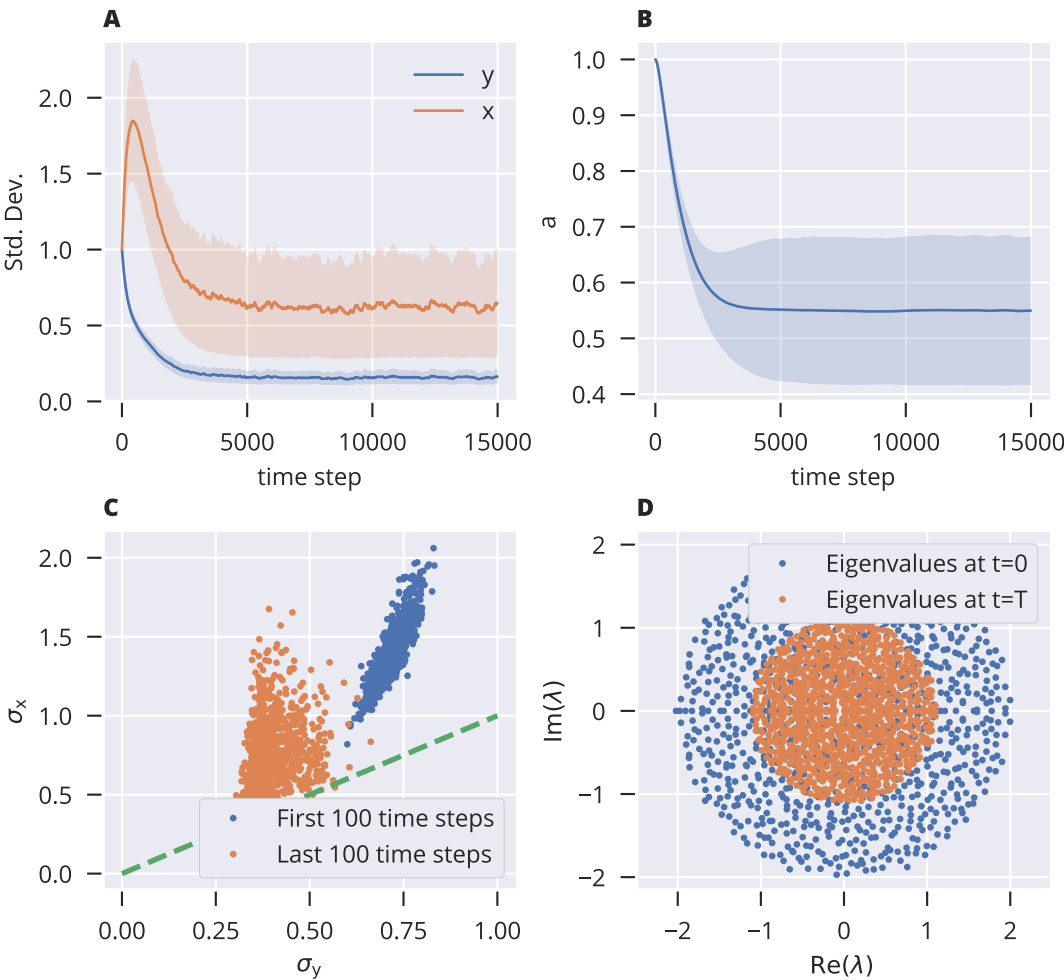 A
Std. Dev.
2.0
1.5
1.0
0.5
0.0
y
x
0 5000 10000 15000
time step
B
a
1.0
0.9
0.8
0.7
0.6
0.5
0.4
0 5000 10000 15000
time step
C
σx
2.0
1.5
1.0
0.5
0.0
First 100 time steps
Last 100 time steps
0.00 0.25 0.50 0.75 1.00
σy
D
Im(λ)
2
1
0
−1
−2
Eigenvalues at t=0
Eigenvalues at t=T
−2 −1 0 1 2
Re(λ)